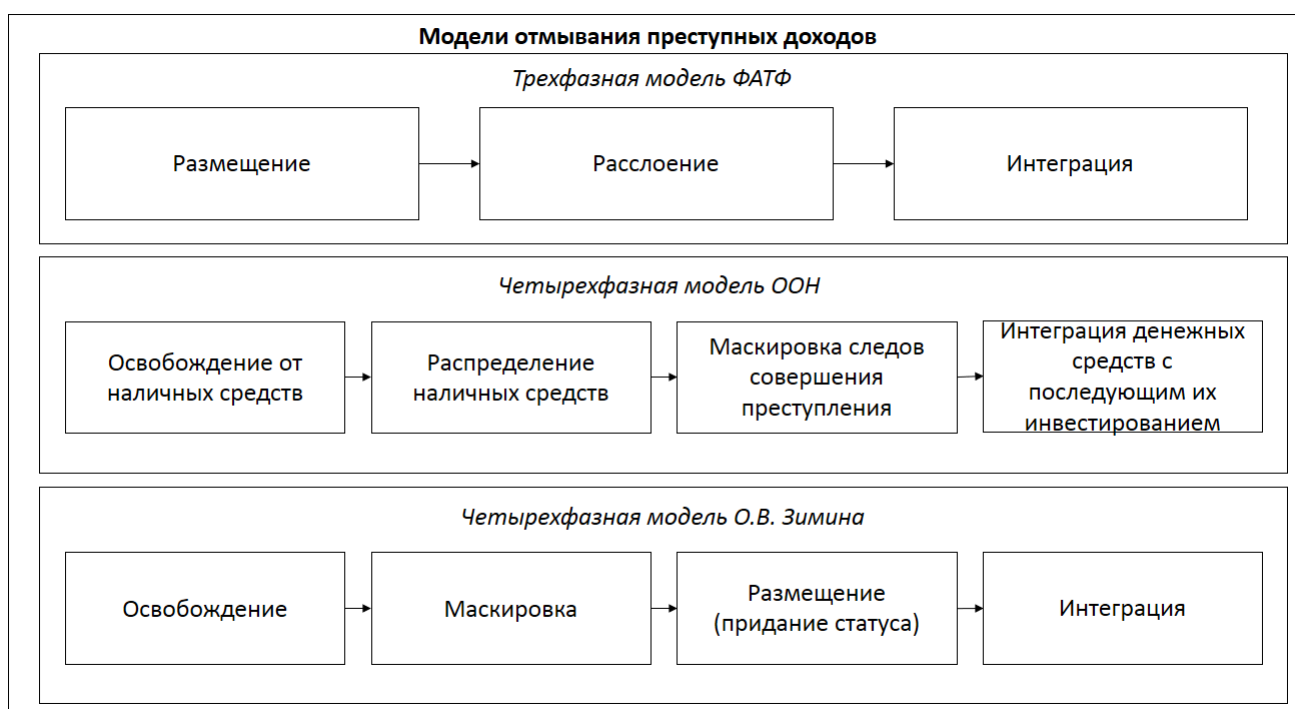 Модели отмывания преступных доходов
Трехфазная модель ФАТФ
Размещение
Расслоение
Интеграция
Четырехфазная модель ООН
Освобождение от
наличных средств
Распределение
наличных средств
Маскировка следов
совершения
преступления
Интеграция денежных
средств с
последующим их
инвестированием
Четырехфазная модель О.В. Зимина
Освобождение
Маскировка
Размещение
(придание статуса)
Интеграция